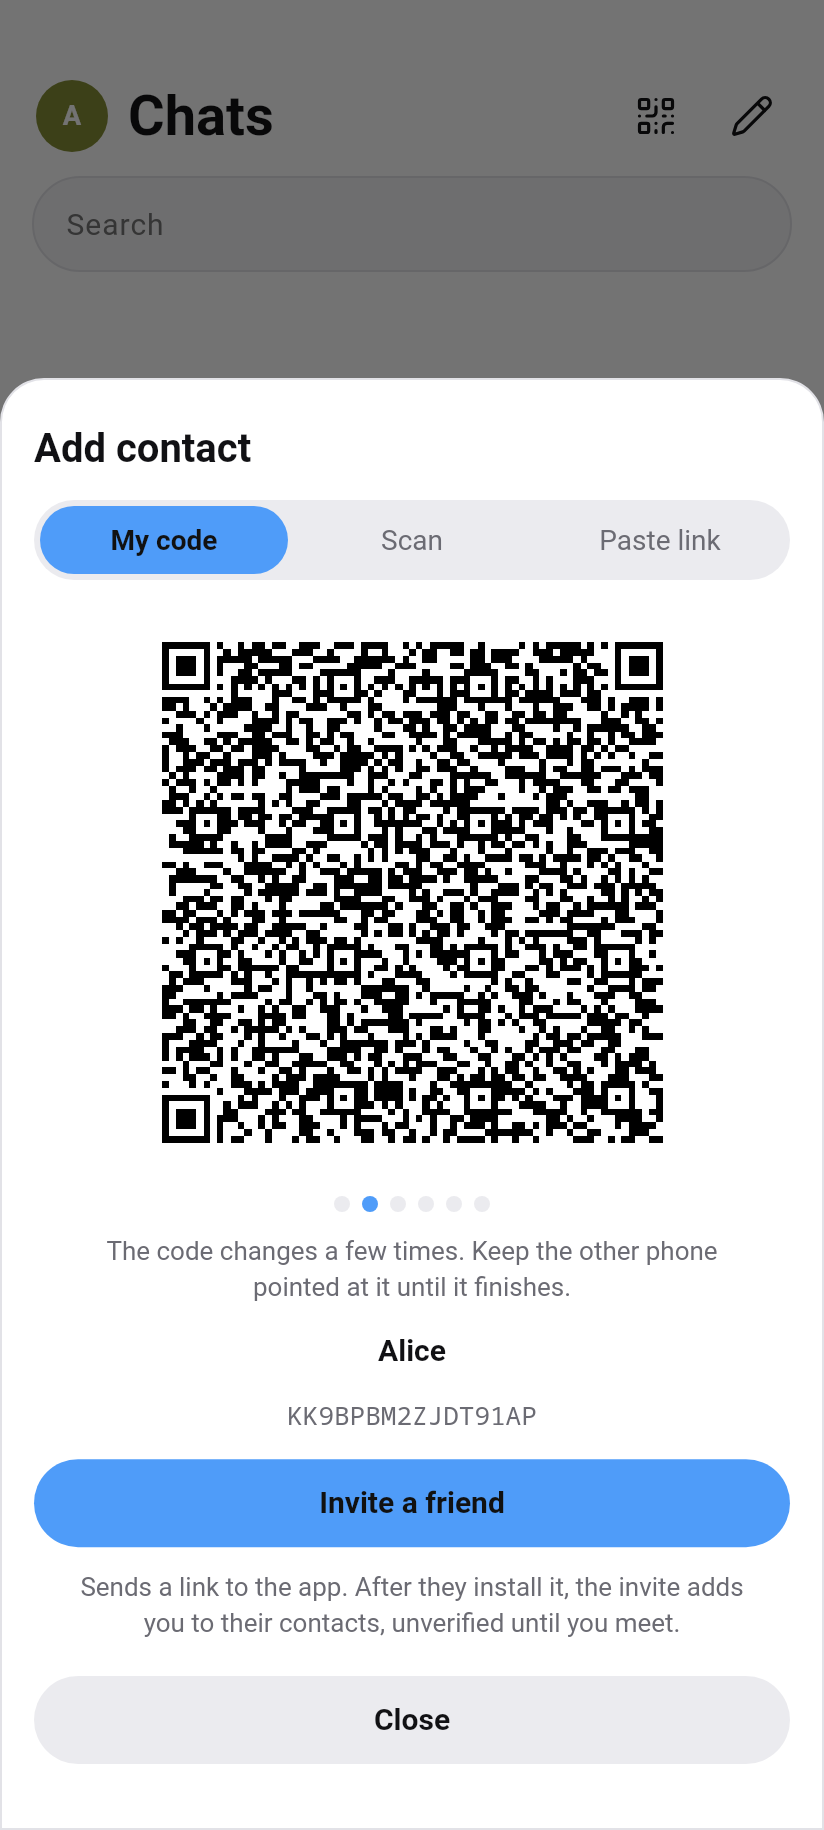 A
Chats
Search
Add contact
My code
Scan
Paste link
The code changes a few times. Keep the other phone
pointed at it until it finishes.
Alice
KK9BPBM2ZJDT91AP
Invite a friend
Sends a link to the app. After they install it, the invite adds
you to their contacts, unverified until you meet.
Close